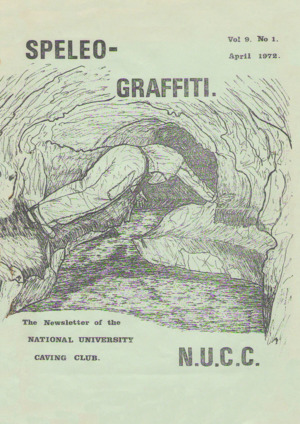 SPELEO-
Vol 9. No 1.
April 1972.
GRAFFITI.
The Newsletter of the
NATIONAL UNIVERSITY
CAVING CLUB.
N.U.C.C.